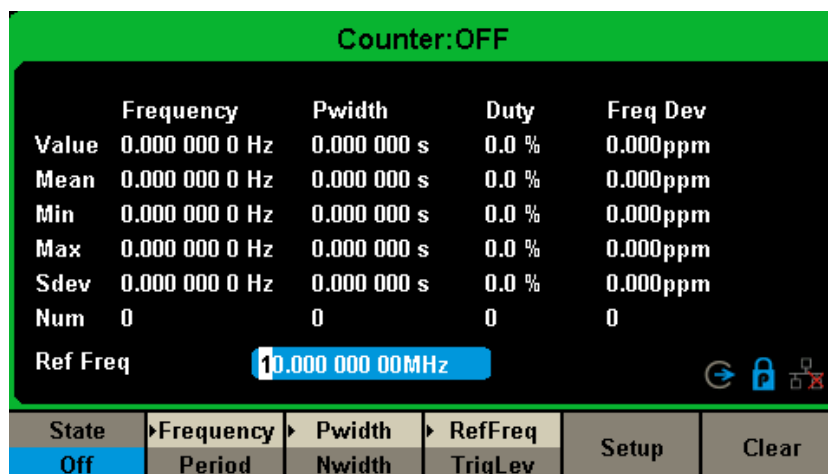 Counter:OFF
Frequency Pwidth Duty Freq Dev
Value 0.000 000 0 Hz 0.000 000 s 0.0 % 0.000ppm
Mean 0.000 000 0 Hz 0.000 000 s 0.0 % 0.000ppm
Min 0.000 000 0 Hz 0.000 000 s 0.0 % 0.000ppm
Max 0.000 000 0 Hz 0.000 000 s 0.0 % 0.000ppm
Sdev 0.000 000 0 Hz 0.000 000 s 0.0 % 0.000ppm
Num 0 0 0 0
Ref Freq 10.000 000 00MHz
P
State Frequency Pwidth RefFreq Setup Clear
Off Period Nwidth TrigLev